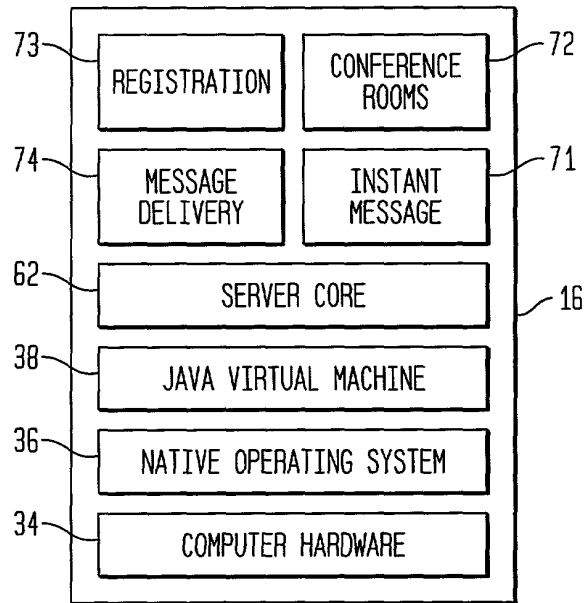 73
REGISTRATION
CONFERENCE
ROOMS
72
74
MESSAGE
DELIVERY
INSTANT
MESSAGE
71
62
SERVER CORE
16
38
JAVA VIRTUAL MACHINE
36
NATIVE OPERATING SYSTEM
34
COMPUTER HARDWARE